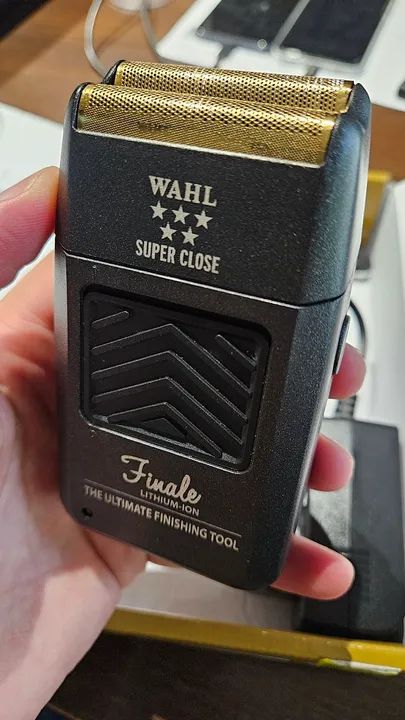 WAHL
SUPER CLOSE
Finale
LITHIUM-ION
THE ULTIMATE FINISHING TOOL